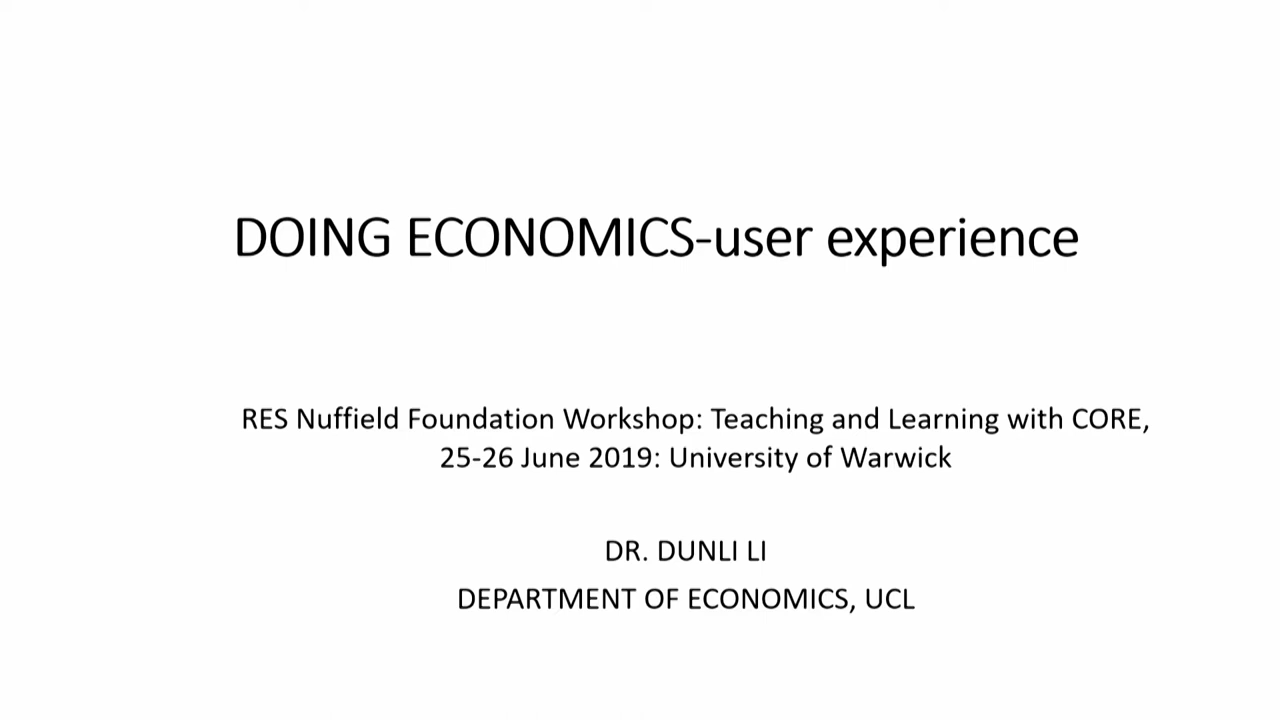 DOING ECONOMICS-user experience
RES Nuffield Foundation Workshop: Teaching and Learning with CORE,
25-26 June 2019: University of Warwick
DR. DUNLI LI
DEPARTMENT OF ECONOMICS, UCL